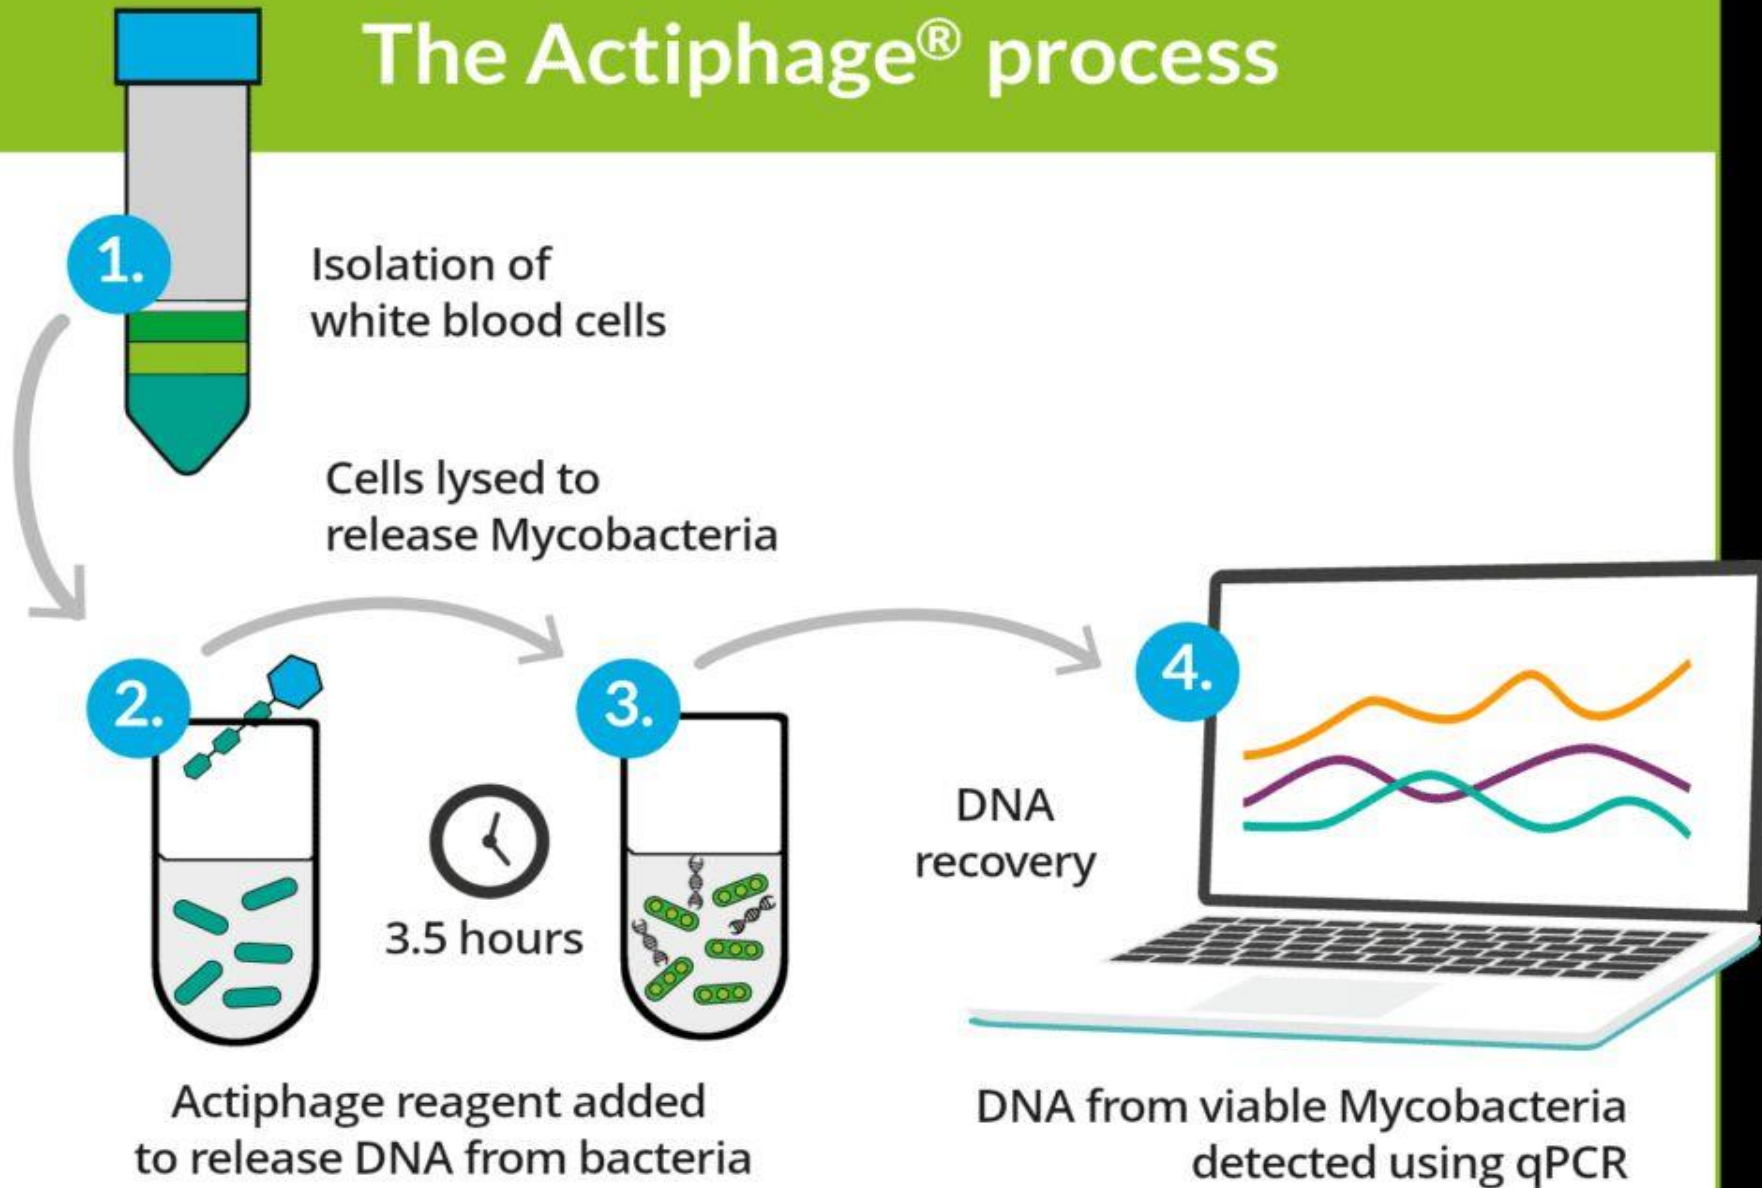 The Actiphage® process
1.
Isolation of
white blood cells
Cells lysed to
release Mycobacteria
2.
3.5 hours
3.
DNA
recovery
4.
Actiphage reagent added
to release DNA from bacteria
DNA from viable Mycobacteria
detected using qPCR